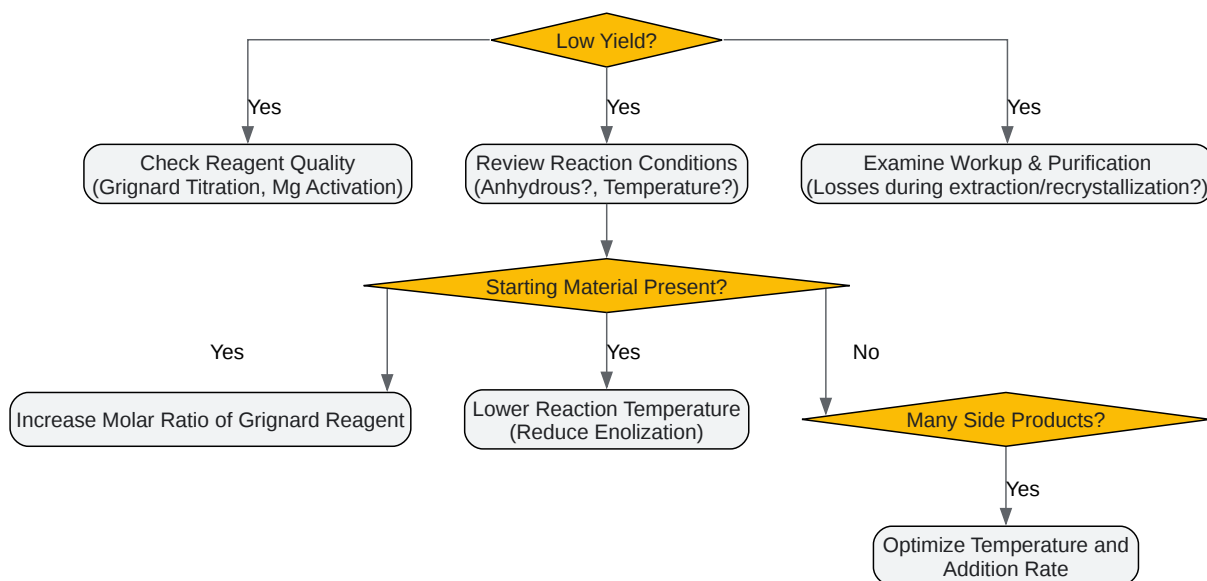 Low Yield?
Yes
Yes
Yes
Check Reagent Quality
(Grignard Titration, Mg Activation)
Review Reaction Conditions
(Anhydrous?, Temperature?)
Examine Workup & Purification
(Losses during extraction/recrystallization?)
Starting Material Present?
Yes
Yes
No
Increase Molar Ratio of Grignard Reagent
Lower Reaction Temperature
(Reduce Enolization)
Many Side Products?
Yes
Optimize Temperature and
Addition Rate